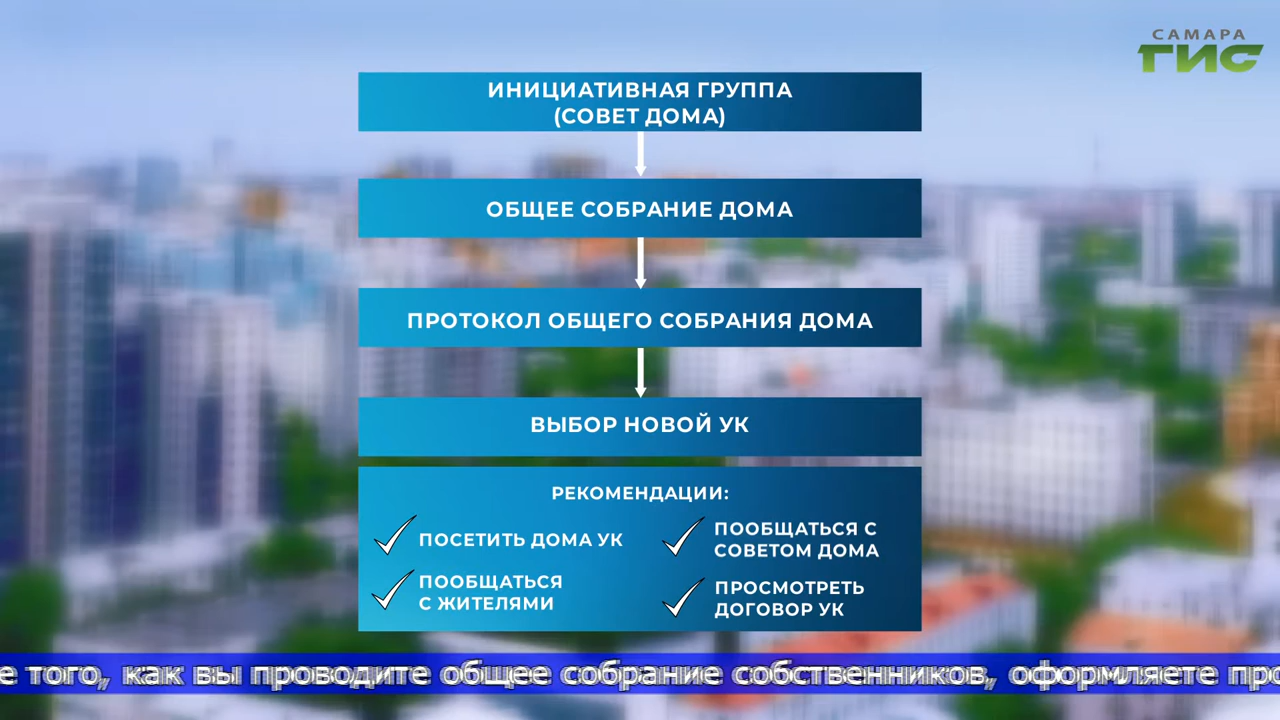 САМАРА
ГИС
ИНИЦИАТИВНАЯ ГРУППА
(СОВЕТ ДОМА)
ОБЩЕЕ СОБРАНИЕ ДОМА
ПРОТОКОЛ ОБЩЕГО СОБРАНИЯ ДОМА
ВЫБОР НОВОЙ УК
РЕКОМЕНДАЦИИ:
ПОСЕТИТЬ ДОМА УК
ПООБЩАТЬСЯ
С ЖИТЕЛЯМИ
ПООБЩАТЬСЯ С
СОВЕТОМ ДОМА
ПРОСМОТРЕТЬ
ДОГОВОР УК
е того, как вы проводите общее собрание собственников, оформляете про